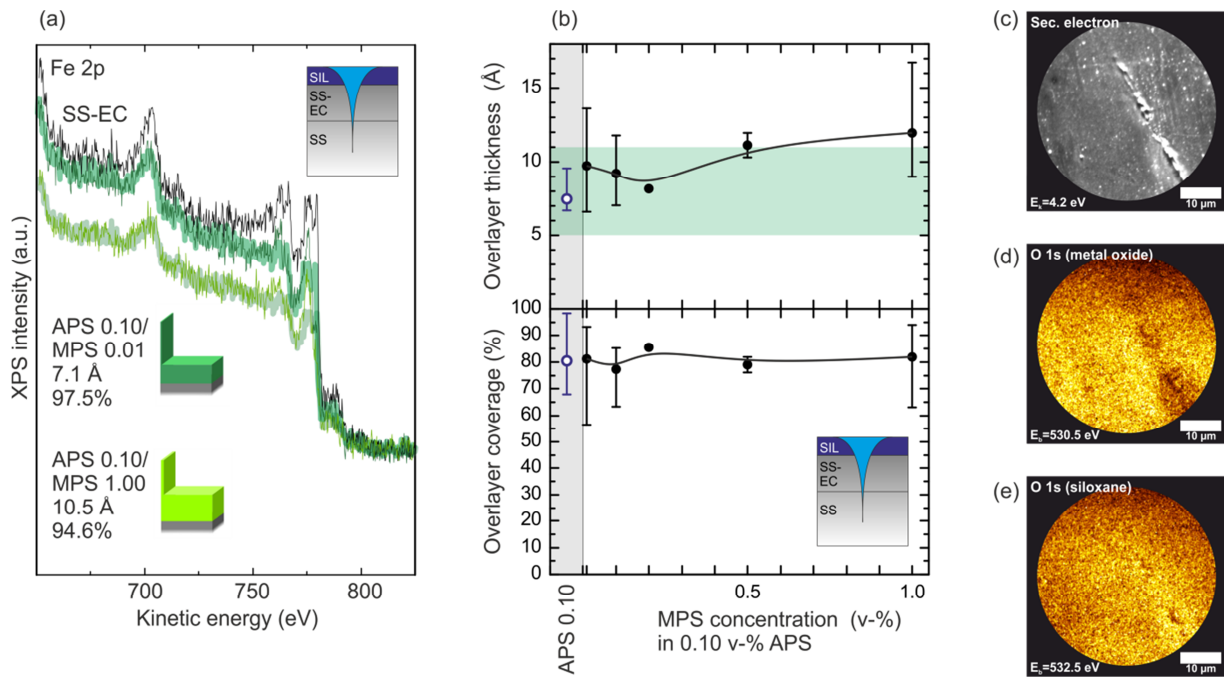 (a)
Fe 2p
SS-EC
SIL
SS-
EC
SS
APS 0.10/
MPS 0.01
7.1 Å
97.5%
APS 0.10/
MPS 1.00
10.5 Å
94.6%
XPS intensity (a.u.)
700
750
800
Kinetic energy (eV)
(b)
Overlayer thickness (Å)
15
10
5
Overlayer coverage (%)
100
90
80
70
60
50
40
30
20
10
0
SIL
SS-
EC
SS
APS 0.10
0.5
1.0
MPS concentration (v-%)
in 0.10 v-% APS
(c)
Sec. electron
Eₖ=4.2 eV
10 µm
(d)
O 1s (metal oxide)
E_b=530.5 eV
10 µm
(e)
O 1s (siloxane)
E_b=532.5 eV
10 µm